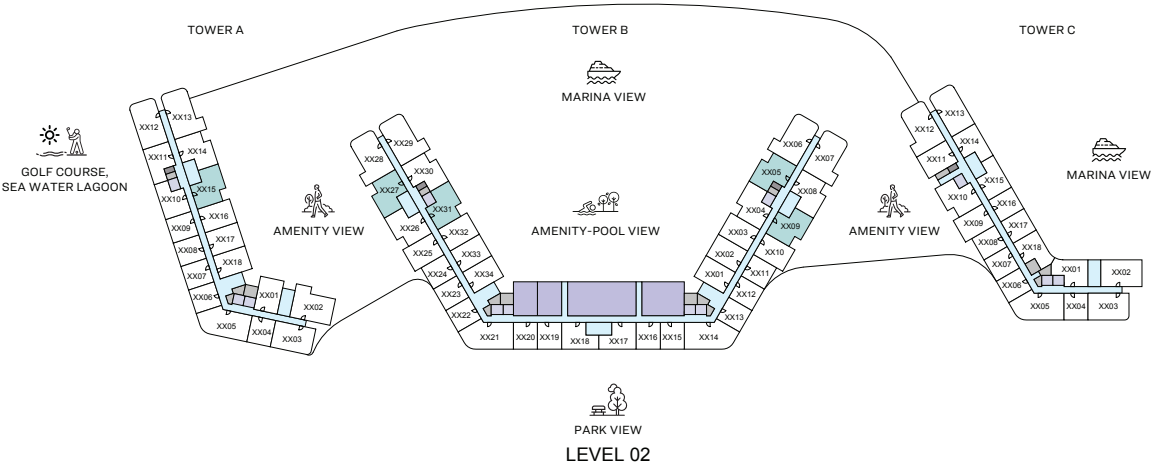 TOWER A
TOWER B
TOWER C
MARINA VIEW
GOLF COURSE,
SEA WATER LAGOON
AMENITY VIEW
AMENITY-POOL VIEW
AMENITY VIEW
MARINA VIEW
XX13
XX12
XX14
XX11
XX15
XX10
XX16
XX09
XX17
XX08
XX18
XX07
XX06
XX01
XX02
XX05
XX04
XX03
XX29
XX28
XX30
XX27
XX31
XX26
XX32
XX25
XX33
XX24
XX34
XX23
XX22
XX21
XX20
XX19
XX18
XX17
XX16
XX15
XX14
XX06
XX07
XX05
XX08
XX04
XX09
XX03
XX10
XX02
XX11
XX01
XX12
XX13
XX13
XX12
XX14
XX11
XX15
XX10
XX16
XX09
XX17
XX08
XX18
XX07
XX06
XX01
XX02
XX05
XX04
XX03
PARK VIEW
LEVEL 02